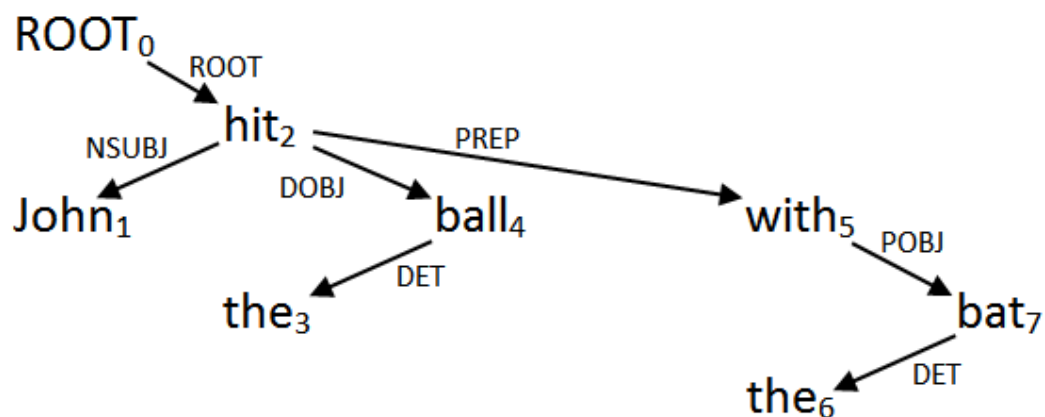 ROOT₀
ROOT
hit₂
NSUBJ
PREP
DOBJ
John₁
ball₄
with₅
POBJ
DET
the₃
bat₇
DET
the₆